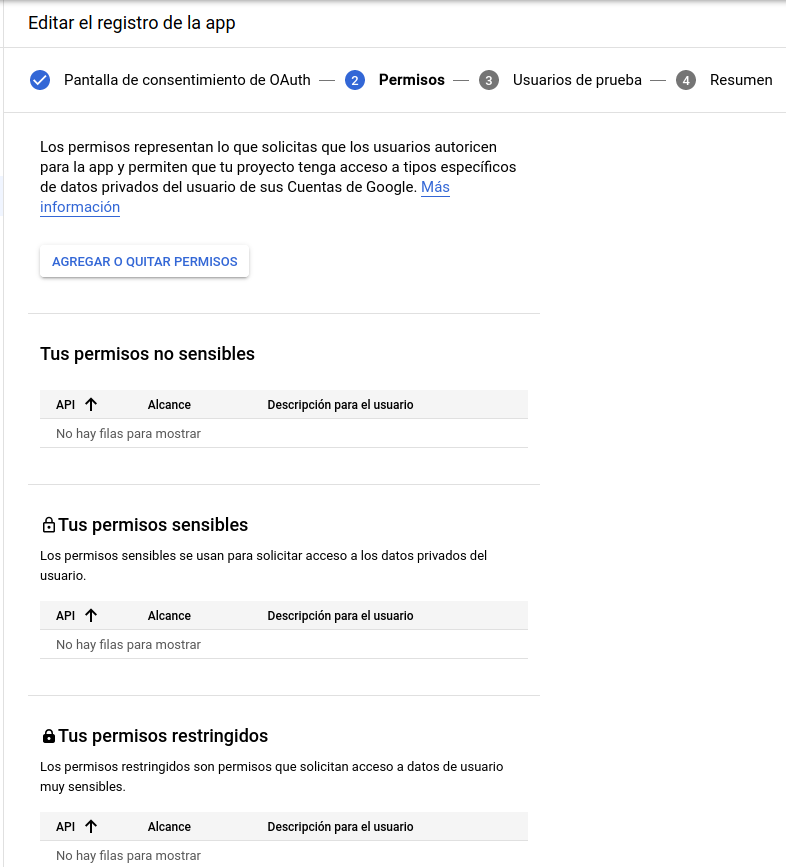 Editar el registro de la app
Pantalla de consentimiento de OAuth — 2 Permisos — 3 Usuarios de prueba — 4 Resumen
Los permisos representan lo que solicitas que los usuarios autoricen
para la app y permiten que tu proyecto tenga acceso a tipos específicos
de datos privados del usuario de sus Cuentas de Google. Más
información
AGREGAR O QUITAR PERMISOS
Tus permisos no sensibles
API Alcance Descripción para el usuario
No hay filas para mostrar
Tus permisos sensibles
Los permisos sensibles se usan para solicitar acceso a los datos privados del
usuario.
API Alcance Descripción para el usuario
No hay filas para mostrar
Tus permisos restringidos
Los permisos restringidos son permisos que solicitan acceso a datos de usuario
muy sensibles.
API Alcance Descripción para el usuario
No hay filas para mostrar